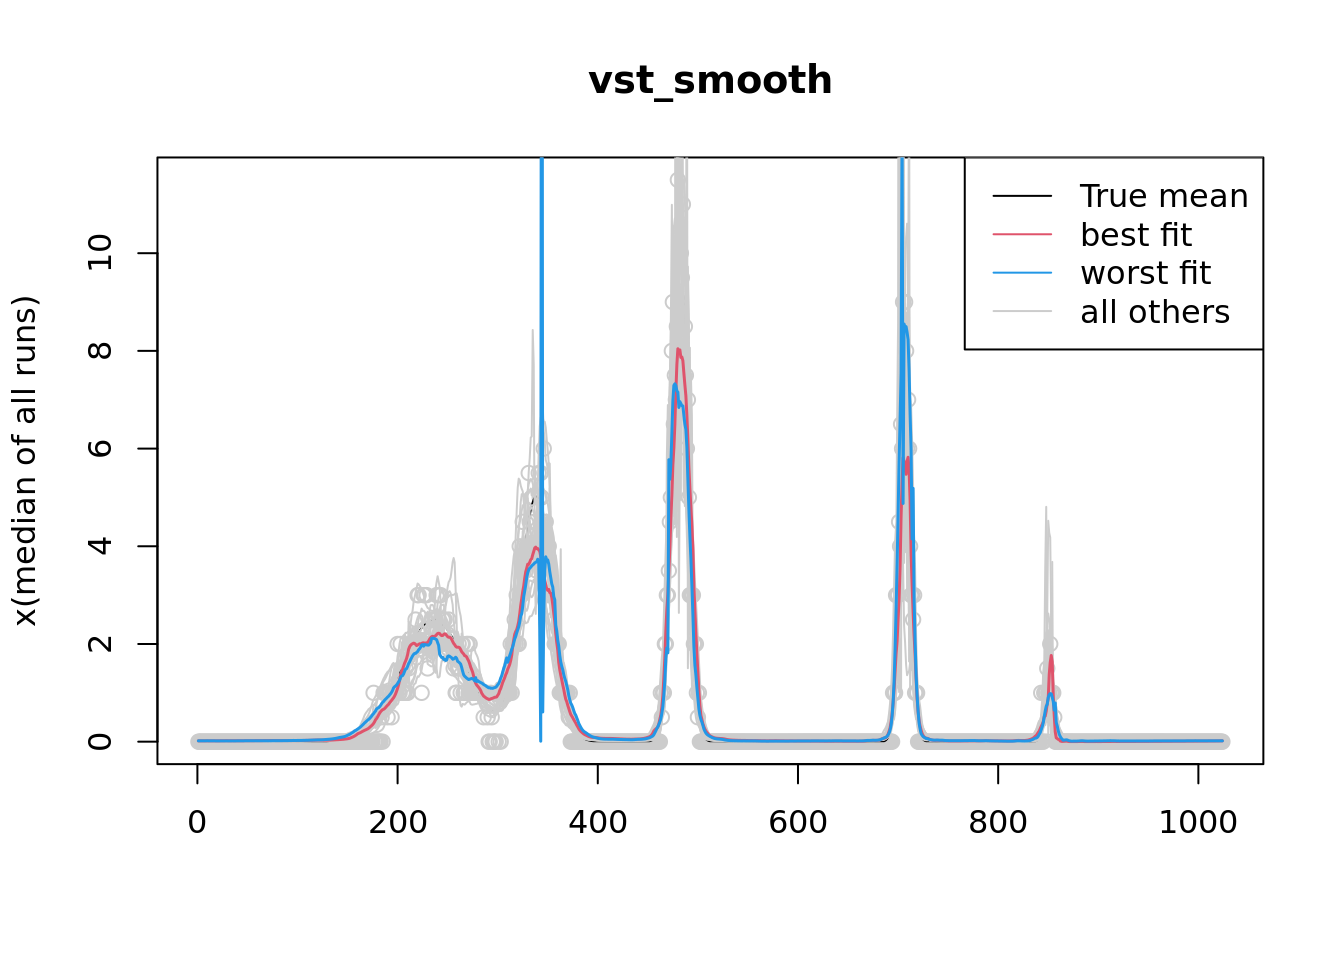 vst_smooth
x(median of all runs)
10
8
6
4
2
0
True mean
best fit
worst fit
all others
0 200 400 600 800 1000